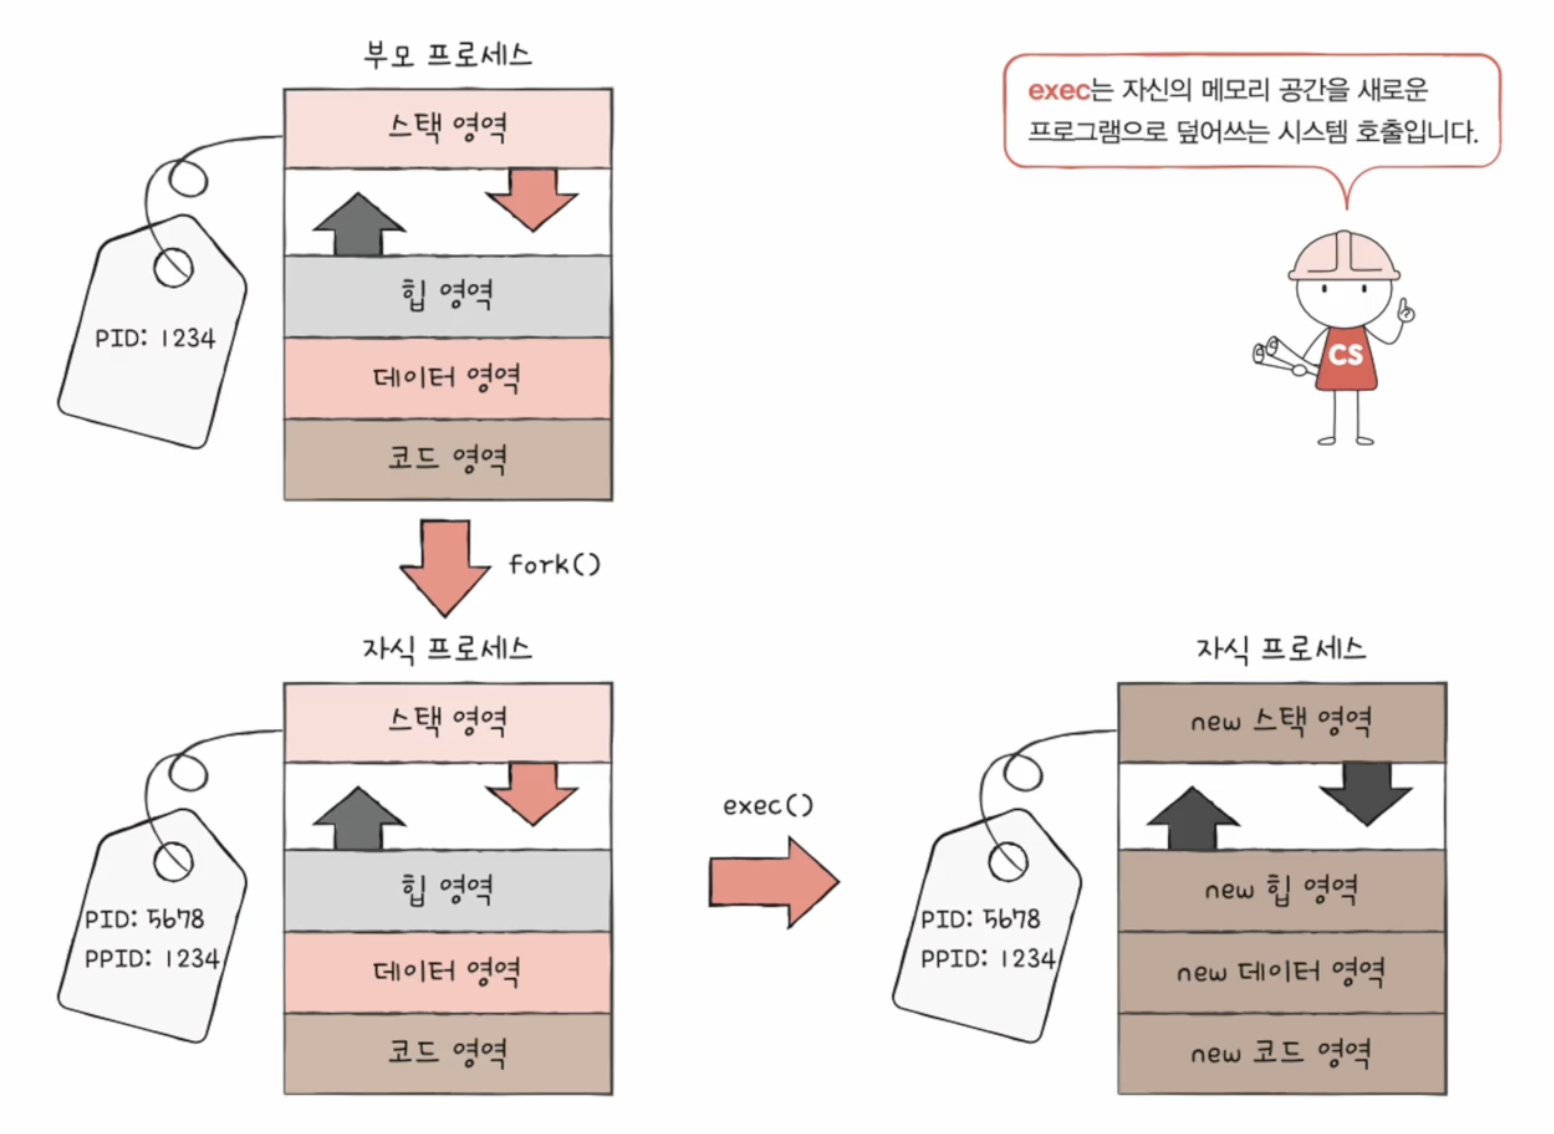 부모 프로세스
스택 영역
힙 영역
데이터 영역
코드 영역
PID: 1234
exec는 자신의 메모리 공간을 새로운
프로그램으로 덮어쓰는 시스템 호출입니다.
CS
fork()
자식 프로세스
스택 영역
힙 영역
데이터 영역
코드 영역
PID: 5678
PPID: 1234
exec()
자식 프로세스
new 스택 영역
new 힙 영역
new 데이터 영역
new 코드 영역
PID: 5678
PPID: 1234